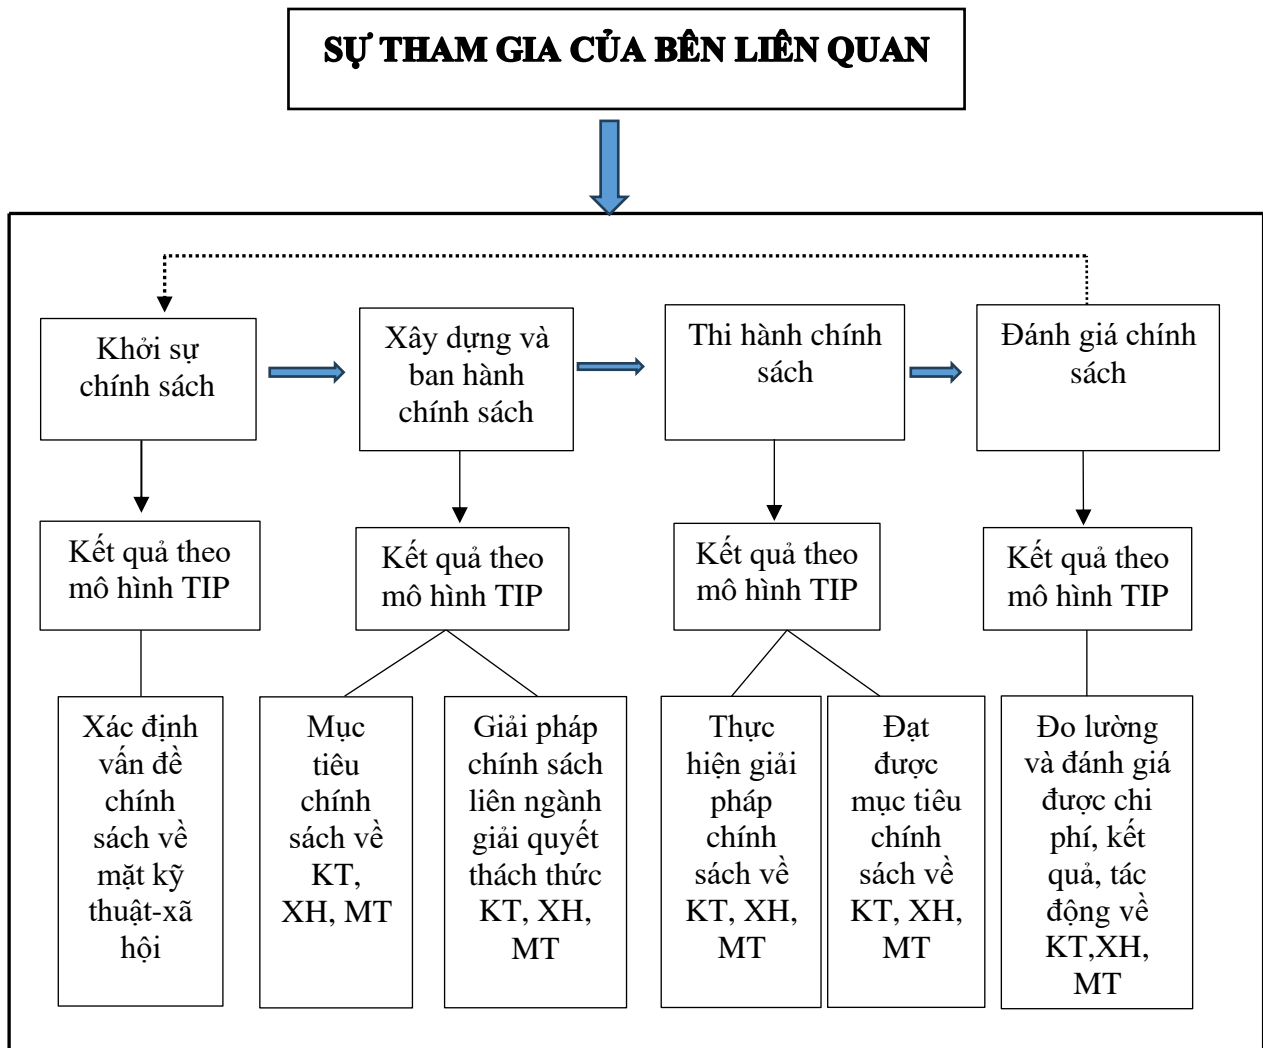 SỰ THAM GIA CỦA BÊN LIÊN QUAN
Khởi sự
chính sách
Xây dựng và
ban hành
chính sách
Thi hành chính
sách
Đánh giá chính
sách
Kết quả theo
mô hình TIP
Kết quả theo
mô hình TIP
Kết quả theo
mô hình TIP
Kết quả theo
mô hình TIP
Xác định
vấn đề
chính
sách về
mặt kỹ
thuật-xã
hội
Mục
tiêu
chính
sách về
KT,
XH, MT
Giải pháp
chính sách
liên ngành
giải quyết
thách thức
KT, XH,
MT
Thực
hiện giải
pháp
chính
sách về
KT, XH,
MT
Đạt
được
mục tiêu
chính
sách về
KT, XH,
MT
Đo lường
và đánh giá
được chi
phí, kết
quả, tác
động về
KT,XH,
MT